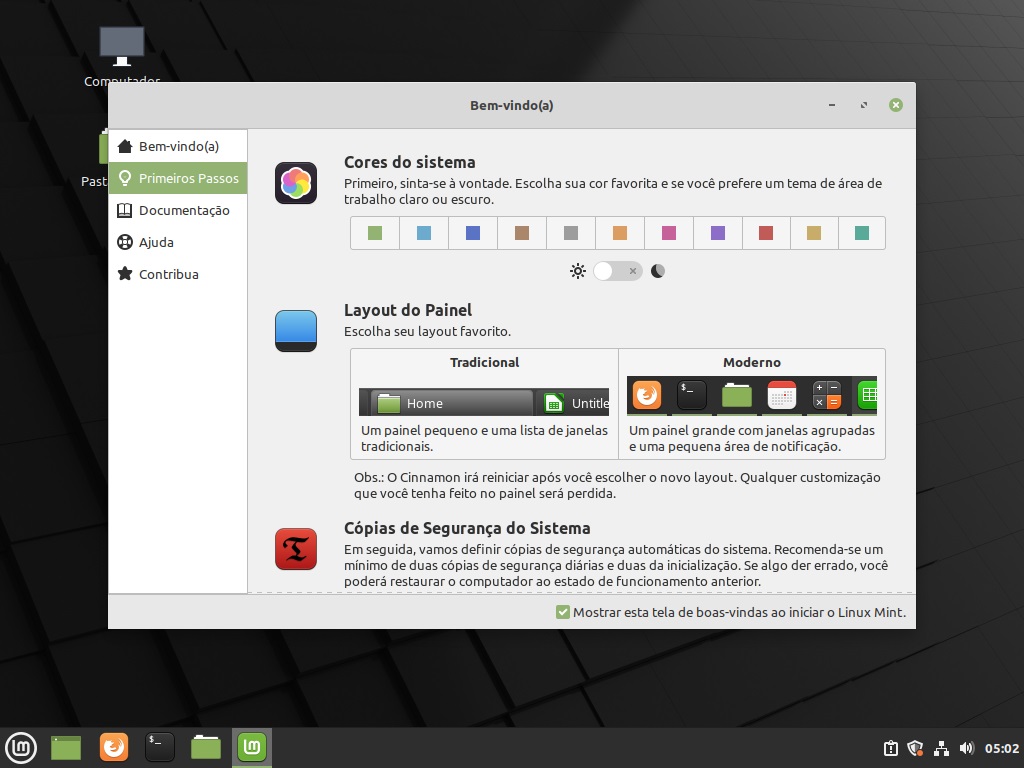 Computador
Bem-vindo(a)
Bem-vindo(a)
Primeiros Passos
Documentação
Ajuda
Contribua
Cores do sistema
Primeiro, sinta-se à vontade. Escolha sua cor favorita e se você prefere um tema de área de
trabalho claro ou escuro.
Layout do Painel
Escolha seu layout favorito.
Tradicional
Moderno
Home
Untitle
$_
Um painel pequeno e uma lista de janelas
tradicionais.
Um painel grande com janelas agrupadas
e uma pequena área de notificação.
Obs.: O Cinnamon irá reiniciar após você escolher o novo layout. Qualquer customização
que você tenha feito no painel será perdida.
Cópias de Segurança do Sistema
Em seguida, vamos definir cópias de segurança automáticas do sistema. Recomenda-se um
mínimo de duas cópias de segurança diárias e duas da inicialização. Se algo der errado, você
poderá restaurar o computador ao estado de funcionamento anterior.
Mostrar esta tela de boas-vindas ao iniciar o Linux Mint.
Past
$_
05:02